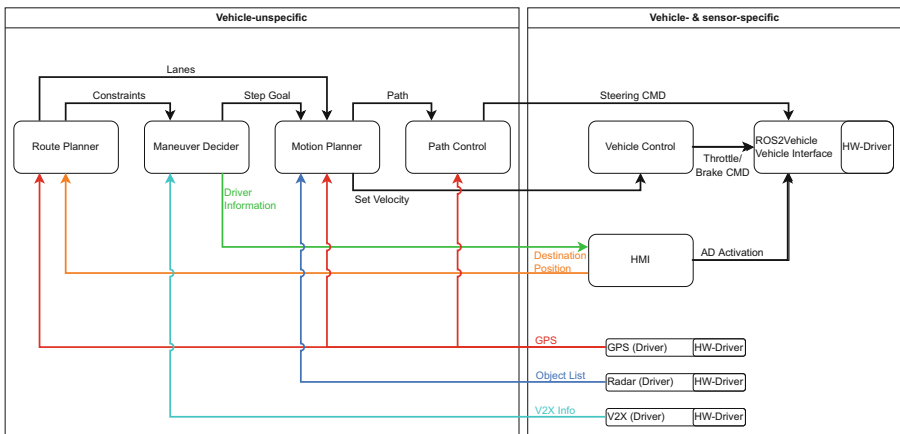 Vehicle-unspecific
Vehicle- & sensor-specific
Lanes
Constraints
Step Goal
Path
Steering CMD
Route Planner
Maneuver Decider
Motion Planner
Path Control
Vehicle Control
ROS2Vehicle
Vehicle Interface
HW-Driver
Throttle/
Brake CMD
Driver
Information
Set Velocity
Destination
Position
HMI
AD Activation
GPS
GPS (Driver)
HW-Driver
Object List
Radar (Driver)
HW-Driver
V2X Info
V2X (Driver)
HW-Driver